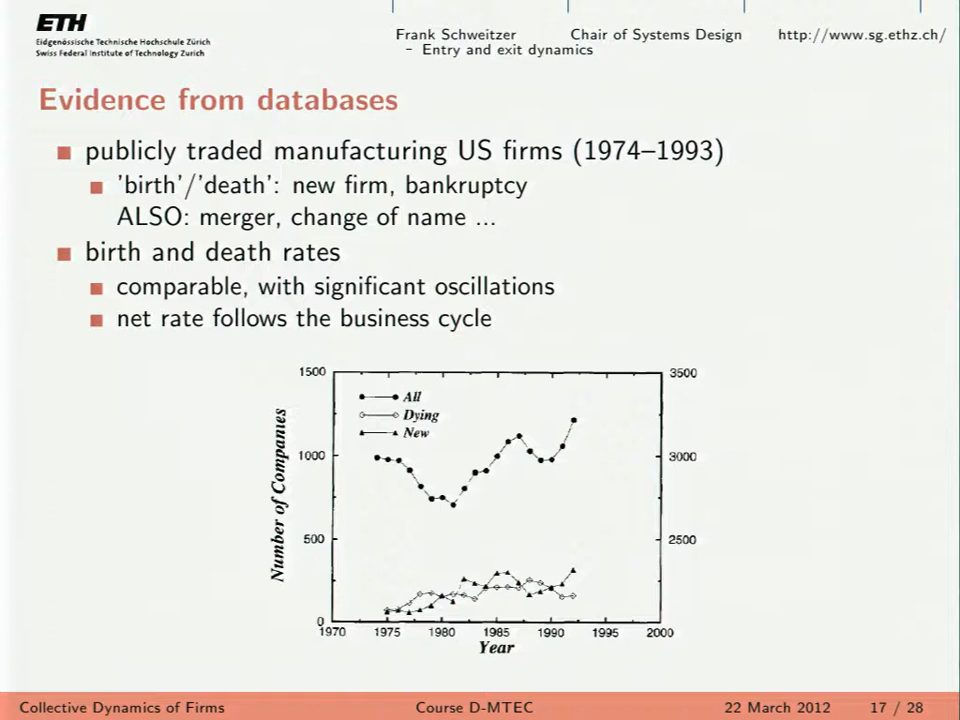 ETH
Eidgenössische Technische Hochschule Zürich
Swiss Federal Institute of Technology Zurich
Frank Schweitzer Chair of Systems Design http://www.sg.ethz.ch/
– Entry and exit dynamics
Evidence from databases
publicly traded manufacturing US firms (1974–1993)
'birth'/'death': new firm, bankruptcy
ALSO: merger, change of name ...
birth and death rates
comparable, with significant oscillations
net rate follows the business cycle
1500 3500
All
Dying
New
1000 3000
Number of Companies
500 2500
0
1970 1975 1980 1985 1990 1995 2000
Year
Collective Dynamics of Firms Course D-MTEC 22 March 2012 17 / 28